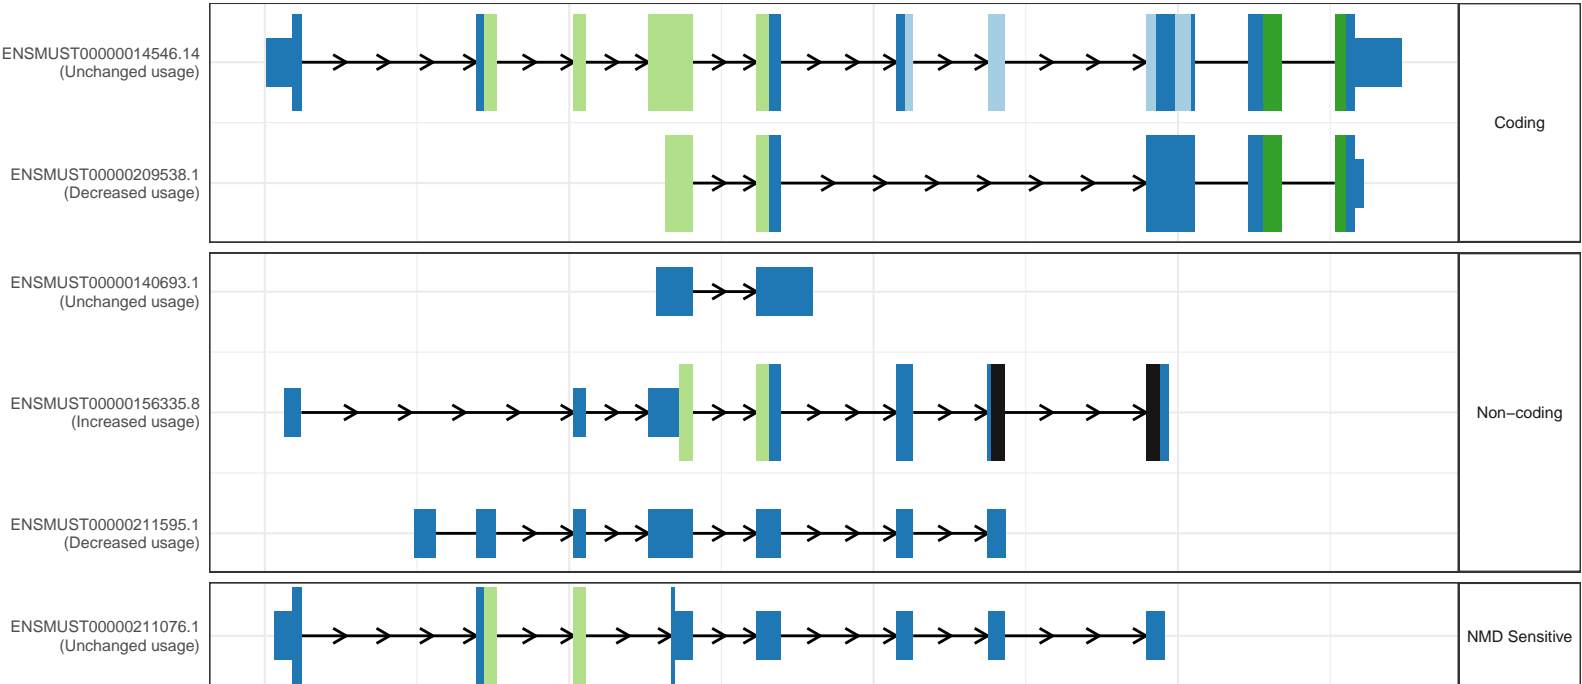 ENSMUST00000014546.14
(Unchanged usage)
Coding
ENSMUST00000209538.1
(Decreased usage)
ENSMUST00000140693.1
(Unchanged usage)
ENSMUST00000156335.8
(Increased usage)
Non−coding
ENSMUST00000211595.1
(Decreased usage)
ENSMUST00000211076.1
(Unchanged usage)
NMD Sensitive